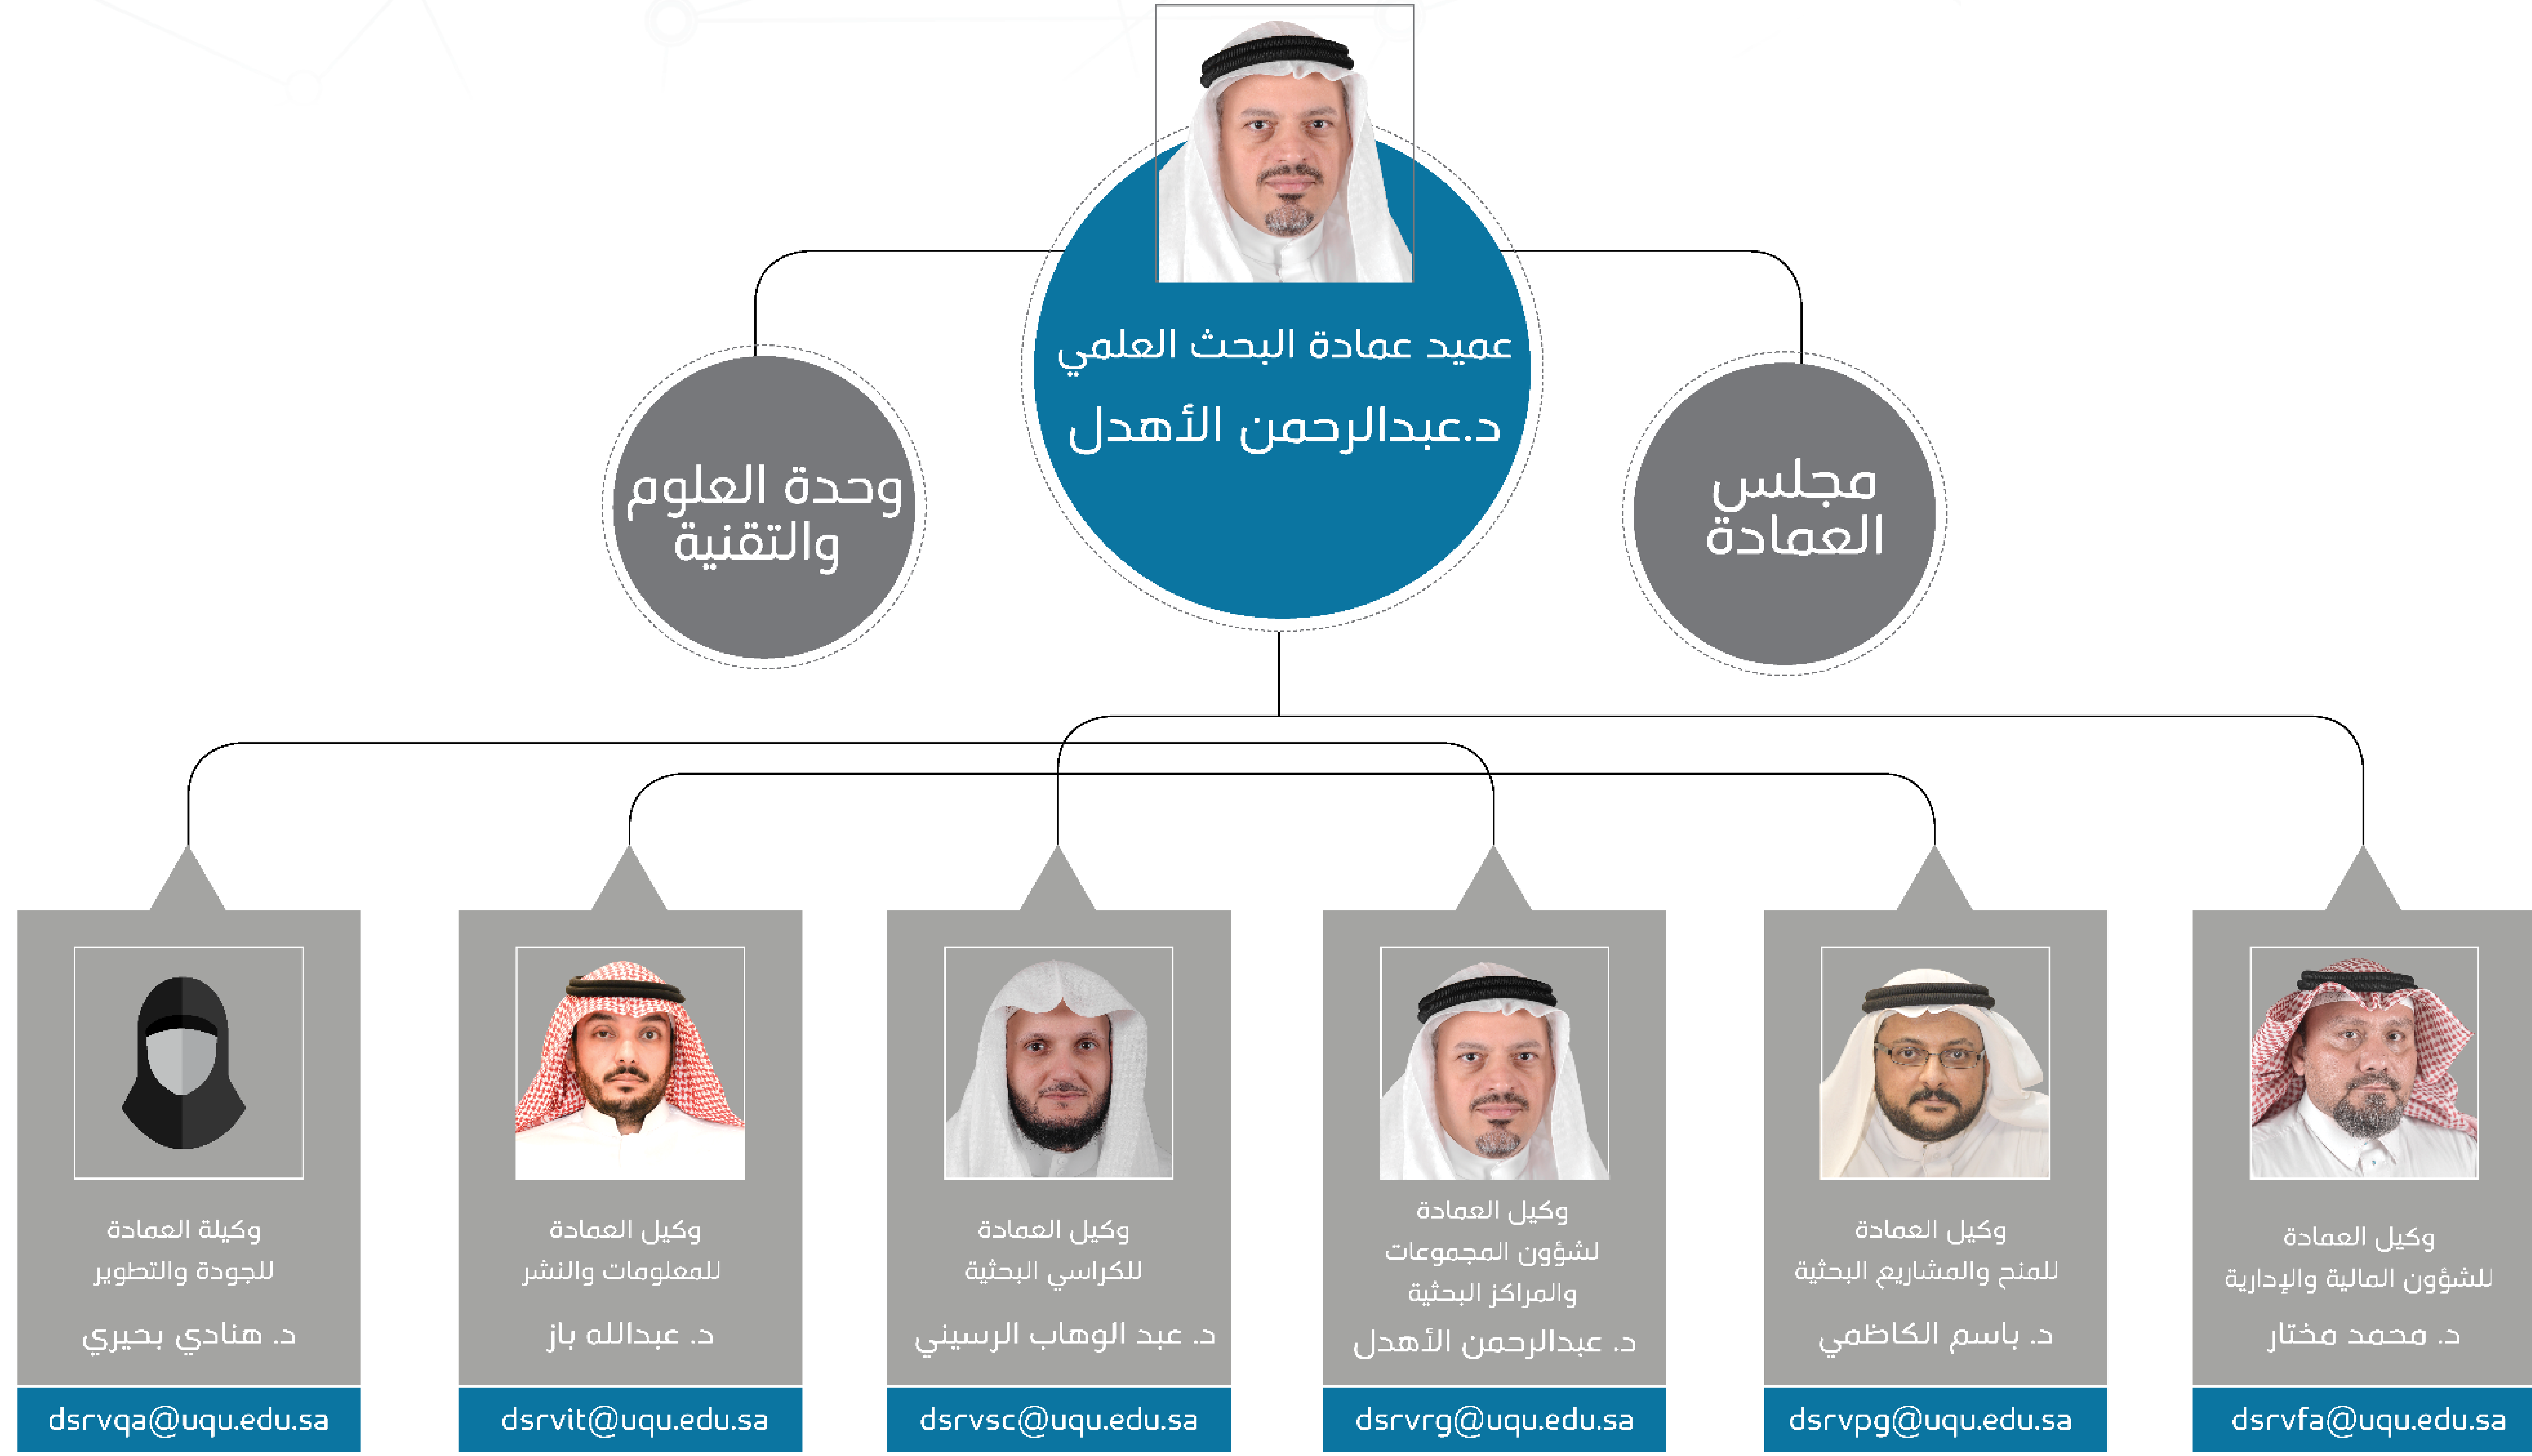 عميد عمادة البحث العلمي
د.عبدالرحمن الأهدل
مجلس
العمادة
وحدة العلوم
والتقنية
وكيل العمادة
للشؤون المالية والإدارية
د. محمد مختار
dsrvfa@uqu.edu.sa
وكيل العمادة
للمنح والمشاريع البحثية
د. باسم الكاظمي
dsrvpg@uqu.edu.sa
وكيل العمادة
لشؤون المجموعات
والمراكز البحثية
د. عبدالرحمن الأهدل
dsrvrg@uqu.edu.sa
وكيل العمادة
للكراسي البحثية
د. عبد الوهاب الرسيني
dsrvsc@uqu.edu.sa
وكيل العمادة
للمعلومات والنشر
د. عبدالله باز
dsrvit@uqu.edu.sa
وكيلة العمادة
للجودة والتطوير
د. هنادي بحيري
dsrvqa@uqu.edu.sa